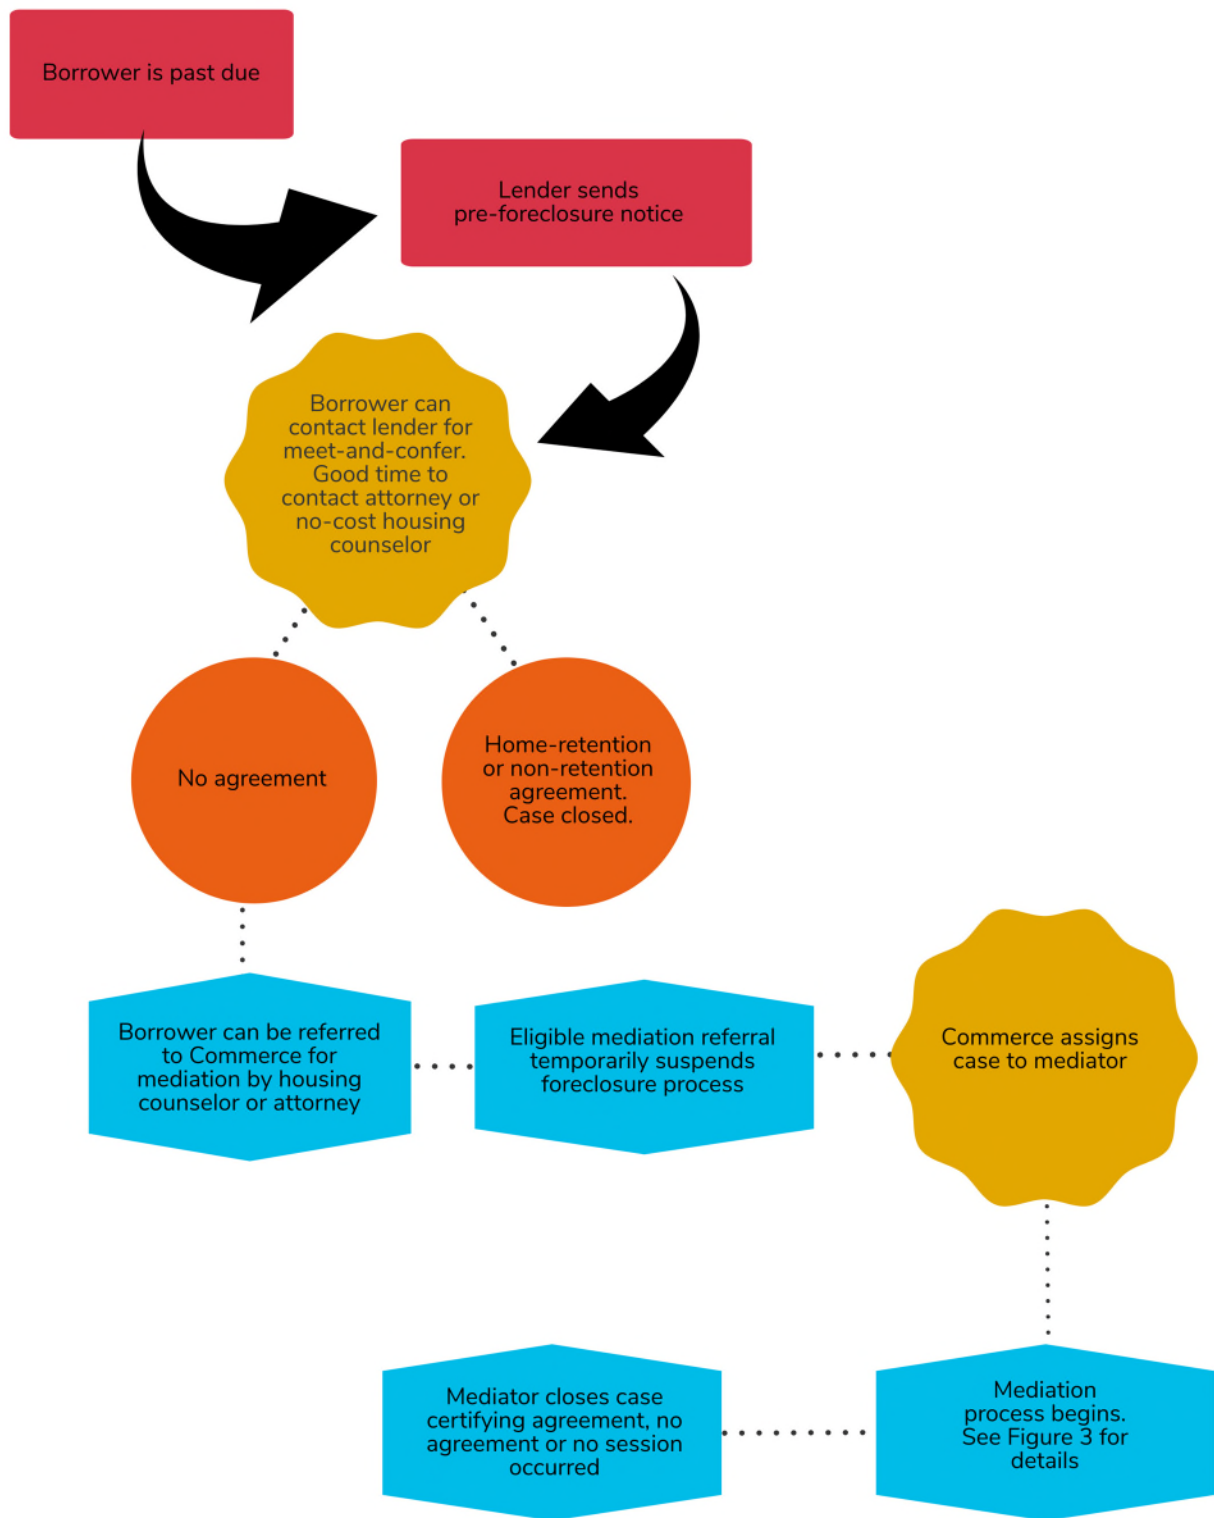 Borrower is past due
Lender sends
pre-foreclosure notice
Borrower can
contact lender for
meet-and-confer.
Good time to
contact attorney or
no-cost housing
counselor
No agreement
Home-retention
or non-retention
agreement.
Case closed.
Borrower can be referred
to Commerce for
mediation by housing
counselor or attorney
Eligible mediation referral
temporarily suspends
foreclosure process
Commerce assigns
case to mediator
Mediation
process begins.
See Figure 3 for
details
Mediator closes case
certifying agreement, no
agreement or no session
occurred